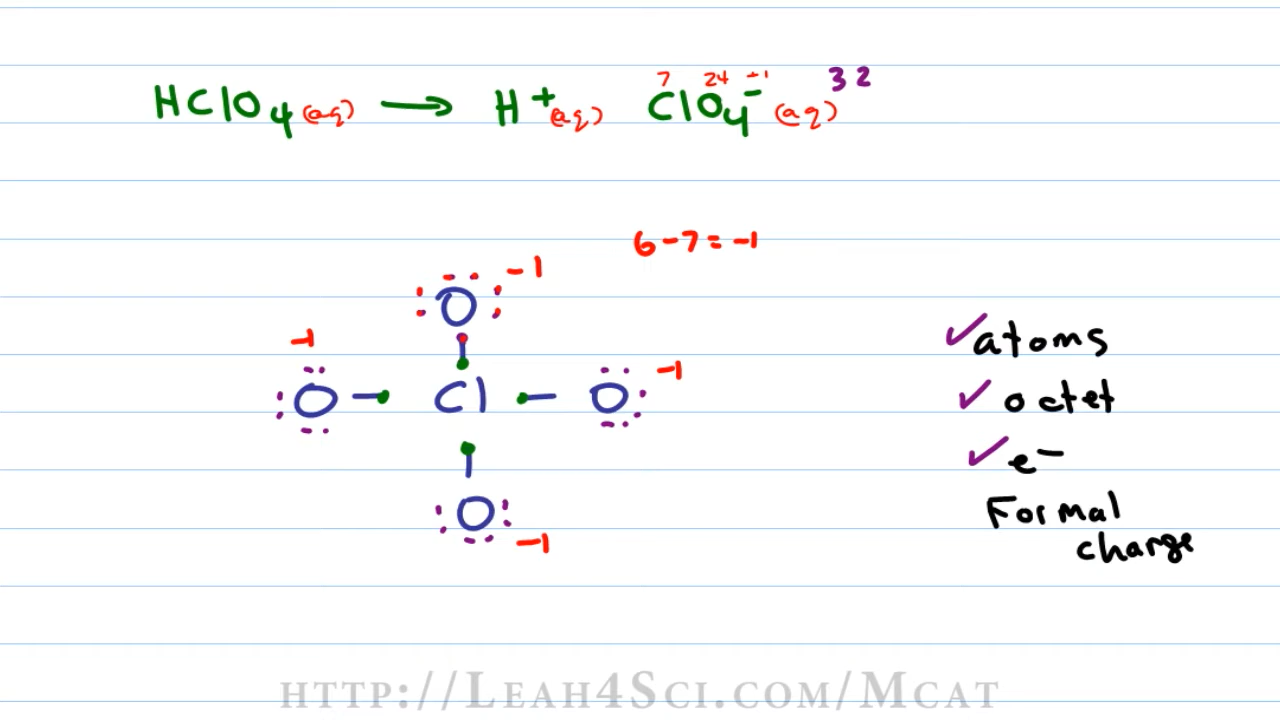 7 24 +1 32
HClO4(aq) → H+(aq) ClO4-(aq)
6-7=-1
-1
O
-1
O Cl O
-1
O
-1
✓atoms
✓ octet
✓ e-
Formal
charge
http://Leah4Sci.com/Mcat